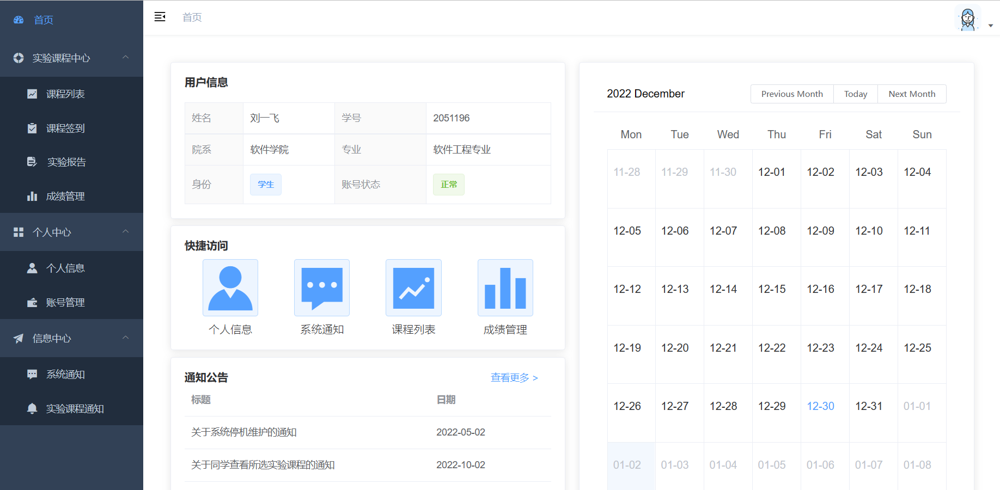 首页
实验课程中心
课程列表
课程签到
实验报告
成绩管理
个人中心
个人信息
账号管理
信息中心
系统通知
实验课程通知
首页
用户信息
姓名 刘一飞 学号 2051196
院系 软件学院 专业 软件工程专业
身份 学生 账号状态 正常
快捷访问
个人信息 系统通知 课程列表 成绩管理
通知公告 查看更多 >
标题 日期
关于系统停机维护的通知 2022-05-02
关于同学查看所选实验课程的通知 2022-10-02
2022 December Previous Month Today Next Month
Mon Tue Wed Thu Fri Sat Sun
11-28 11-29 11-30 12-01 12-02 12-03 12-04
12-05 12-06 12-07 12-08 12-09 12-10 12-11
12-12 12-13 12-14 12-15 12-16 12-17 12-18
12-19 12-20 12-21 12-22 12-23 12-24 12-25
12-26 12-27 12-28 12-29 12-30 12-31 01-01
01-02 01-03 01-04 01-05 01-06 01-07 01-08